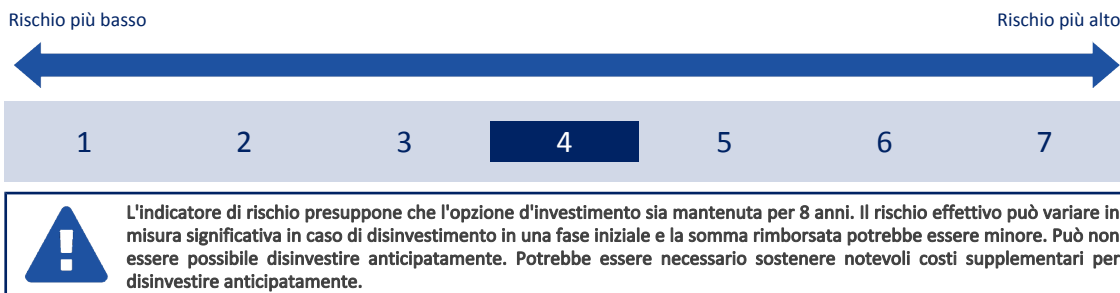 Rischio più basso Rischio più alto
1 2 3 4 5 6 7
L'indicatore di rischio presuppone che l'opzione d'investimento sia mantenuta per 8 anni. Il rischio effettivo può variare in
misura significativa in caso di disinvestimento in una fase iniziale e la somma rimborsata potrebbe essere minore. Può non
essere possibile disinvestire anticipatamente. Potrebbe essere necessario sostenere notevoli costi supplementari per
disinvestire anticipatamente.